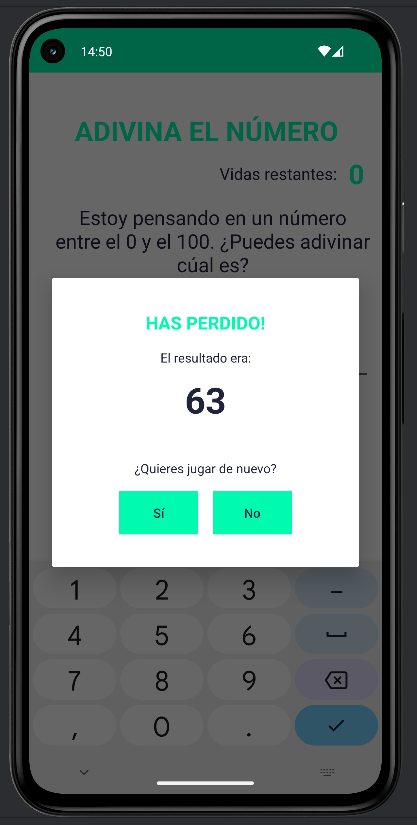 14:50
ADIVINA EL NÚMERO
Vidas restantes: 0
Estoy pensando en un número
entre el 0 y el 100. ¿Puedes adivinar
cúal es?
HAS PERDIDO!
El resultado era:
63
¿Quieres jugar de nuevo?
Sí No
1 2 3 –
4 5 6
7 8 9
, 0 .